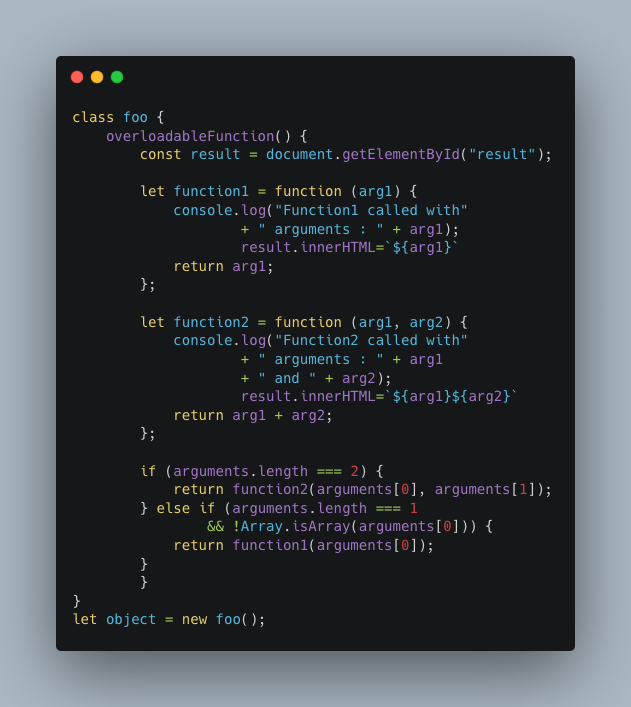 class foo {
    overloadableFunction() {
        const result = document.getElementById("result");

        let function1 = function (arg1) {
            console.log("Function1 called with"
                    + " arguments : " + arg1);
                    result.innerHTML=`${arg1}`
            return arg1;
        };

        let function2 = function (arg1, arg2) {
            console.log("Function2 called with"
                    + " arguments : " + arg1
                    + " and " + arg2);
                    result.innerHTML=`${arg1}${arg2}`
            return arg1 + arg2;
        };

        if (arguments.length === 2) {
            return function2(arguments[0], arguments[1]);
        } else if (arguments.length === 1
                && !Array.isArray(arguments[0])) {
            return function1(arguments[0]);
        }
        }
}
let object = new foo();